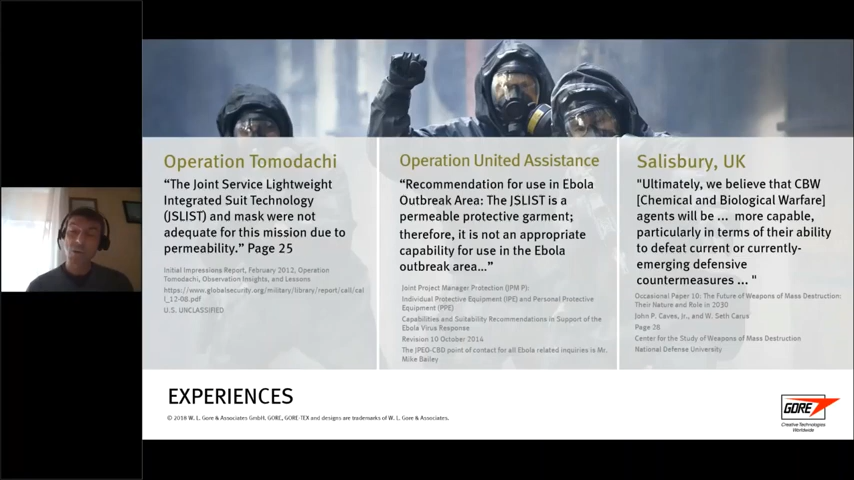 Operation Tomodachi
“The Joint Service Lightweight
Integrated Suit Technology
(JSLIST) and mask were not
adequate for this mission due to
permeability.” Page 25
Initial Impressions Report, February 2012, Operation
Tomodachi, Observation Insights, and Lessons
https://www.globalsecurity.org/military/library/report/call/cal
l_12-08.pdf
U.S. UNCLASSIFIED
Operation United Assistance
“Recommendation for use in Ebola
Outbreak Area: The JSLIST is a
permeable protective garment;
therefore, it is not an appropriate
capability for use in the Ebola
outbreak area...”
Joint Project Manager Protection (JPM P):
Individual Protective Equipment (IPE) and Personal Protective
Equipment (PPE)
Capabilities and Suitability Recommendations in Support of the
Ebola Virus Response
Revision 10 October 2014
The JPEO-CBD point of contact for all Ebola related inquiries is Mr.
Mike Bailey
Salisbury, UK
"Ultimately, we believe that CBW
[Chemical and Biological Warfare]
agents will be ... more capable,
particularly in terms of their ability
to defeat current or currently-
emerging defensive
countermeasures ... "
Occasional Paper 10: The Future of Weapons of Mass Destruction:
Their Nature and Role in 2030
John P. Caves, Jr., and W. Seth Carus
Page 28
Center for the Study of Weapons of Mass Destruction
National Defense University
EXPERIENCES
© 2018 W. L. Gore & Associates GmbH. GORE, GORE-TEX and designs are trademarks of W. L. Gore & Associates.
GORE
Creative Technologies
Worldwide